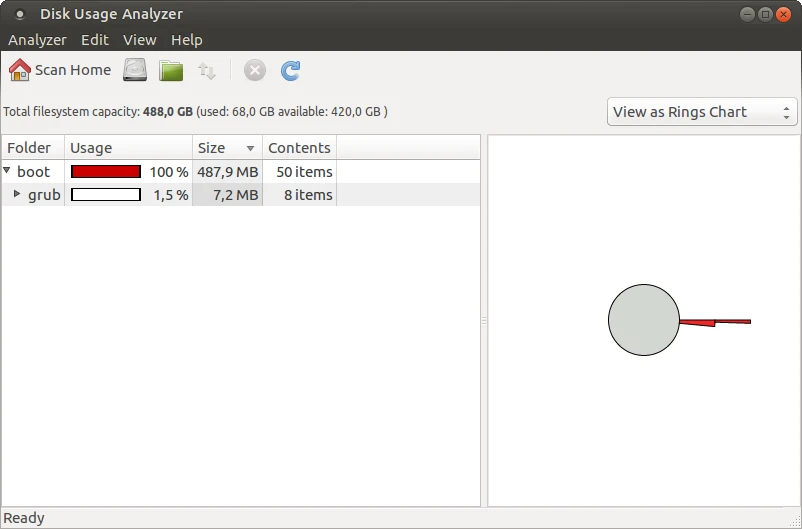 Disk Usage Analyzer
Analyzer Edit View Help
Scan Home
Total filesystem capacity: 488,0 GB (used: 68,0 GB available: 420,0 GB )
View as Rings Chart
Folder Usage Size Contents
boot 100 % 487,9 MB 50 items
grub 1,5 % 7,2 MB 8 items
Ready